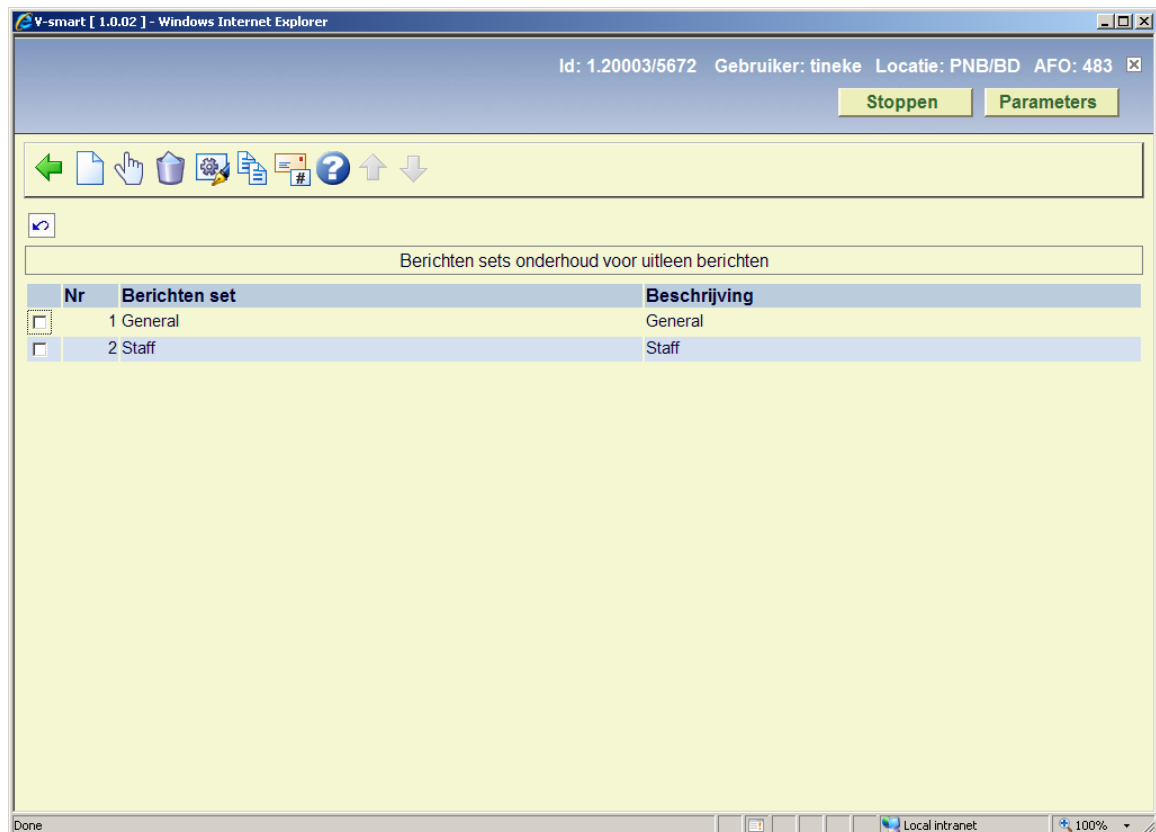 V-smart [ 1.0.02 ] - Windows Internet Explorer
Id: 1.20003/5672 Gebruiker: tineke Locatie: PNB/BD AFO: 483
Stoppen Parameters
#
?
Berichten sets onderhoud voor uitleen berichten
Nr Berichten set Beschrijving
1 General General
2 Staff Staff
Done Local intranet 100%